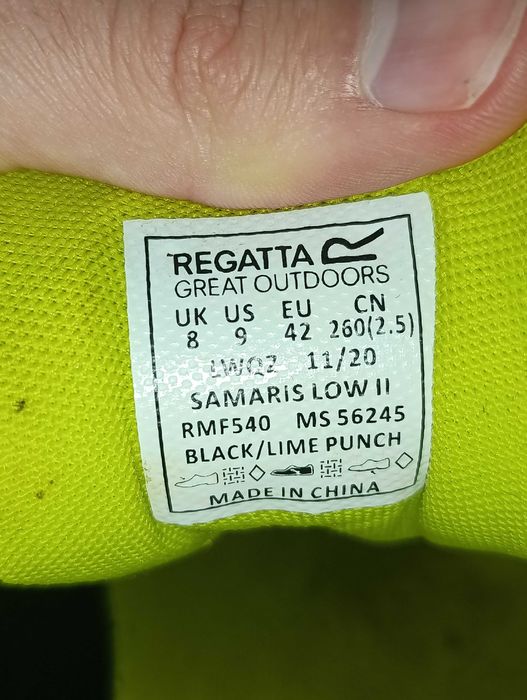 REGATTA
GREAT OUTDOORS
UK US EU CN
8 9 42 260(2.5)
LWQZ 11/20
SAMARIS LOW II
RMF540 MS 56245
BLACK/LIME PUNCH
MADE IN CHINA